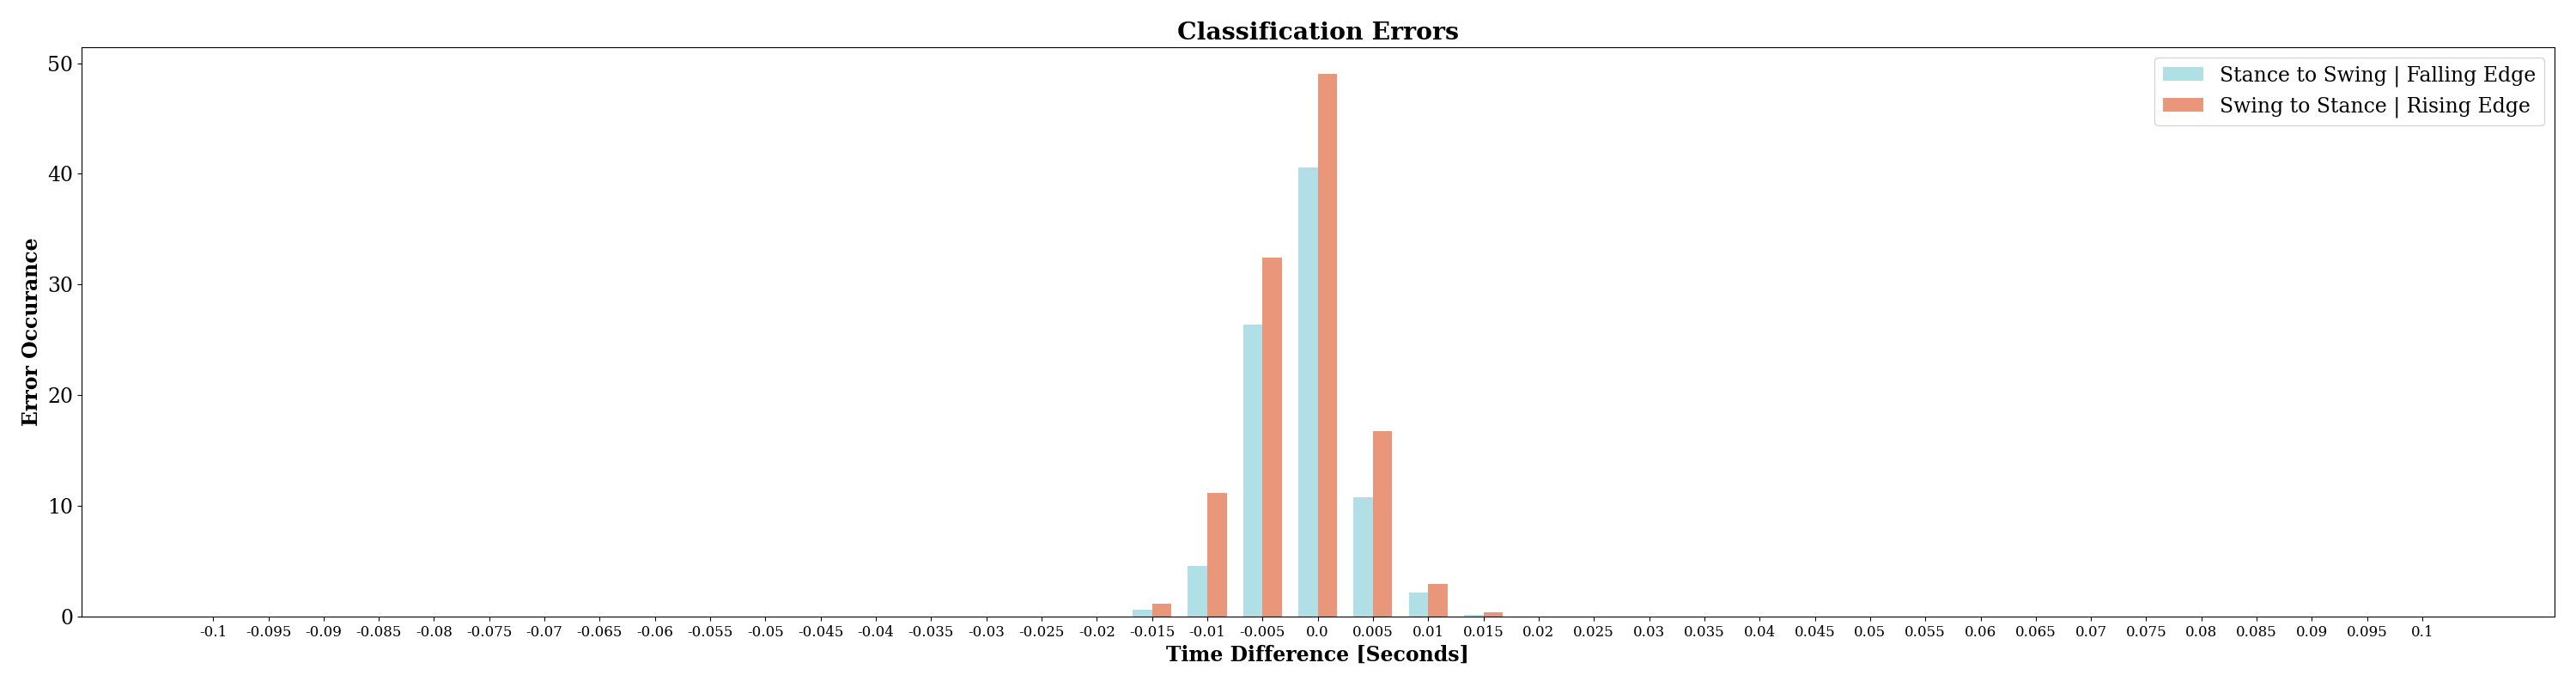 Classification Errors
50
40
30
20
10
0
Error Occurance
Stance to Swing | Falling Edge
Swing to Stance | Rising Edge
-0.1 -0.095 -0.09 -0.085 -0.08 -0.075 -0.07 -0.065 -0.06 -0.055 -0.05 -0.045 -0.04 -0.035 -0.03 -0.025 -0.02 -0.015 -0.01 -0.005 0.0 0.005 0.01 0.015 0.02 0.025 0.03 0.035 0.04 0.045 0.05 0.055 0.06 0.065 0.07 0.075 0.08 0.085 0.09 0.095 0.1
Time Difference [Seconds]